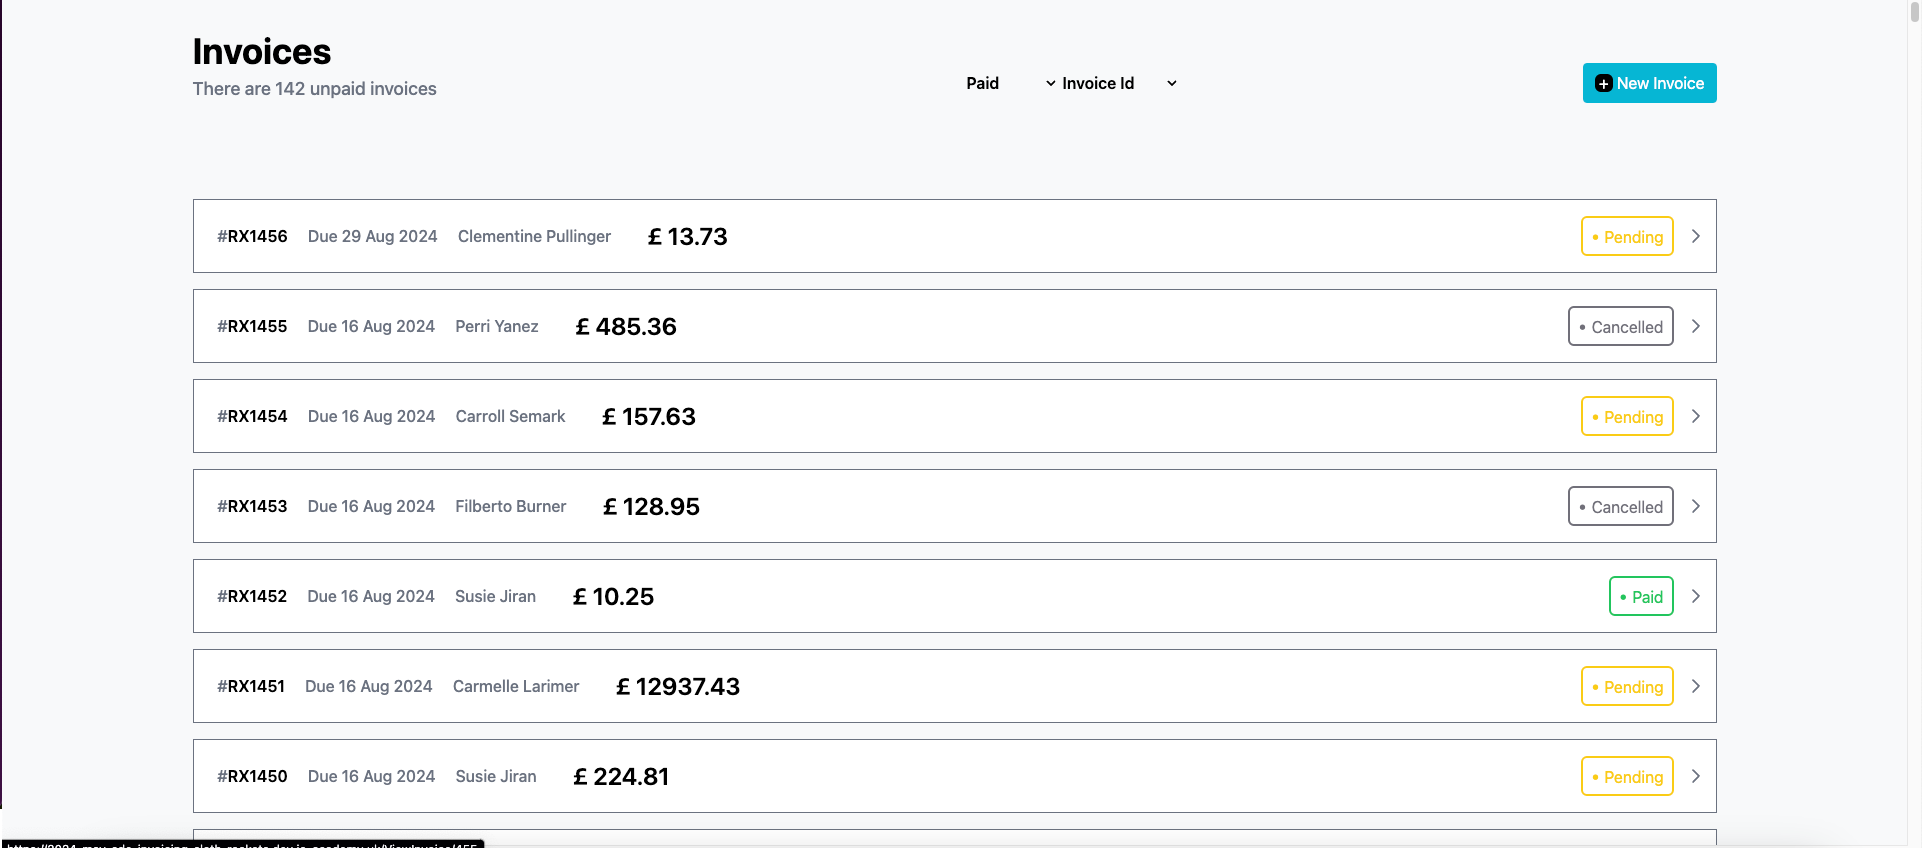 Invoices
There are 142 unpaid invoices
Paid
Invoice Id
New Invoice
#RX1456 Due 29 Aug 2024 Clementine Pullinger £ 13.73 • Pending
#RX1455 Due 16 Aug 2024 Perri Yanez £ 485.36 • Cancelled
#RX1454 Due 16 Aug 2024 Carroll Semark £ 157.63 • Pending
#RX1453 Due 16 Aug 2024 Filberto Burner £ 128.95 • Cancelled
#RX1452 Due 16 Aug 2024 Susie Jiran £ 10.25 • Paid
#RX1451 Due 16 Aug 2024 Carmelle Larimer £ 12937.43 • Pending
#RX1450 Due 16 Aug 2024 Susie Jiran £ 224.81 • Pending